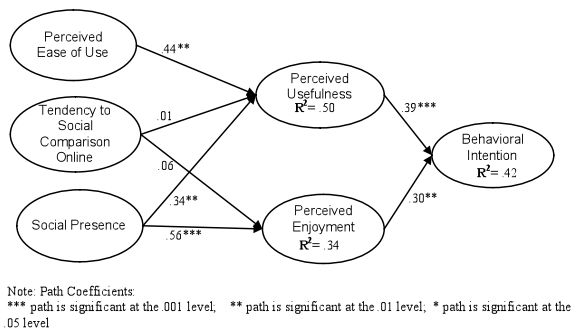 Perceived
Ease of Use
.44**
Perceived
Usefulness
R²= .50
Tendency to
Social
Comparison
Online
.01
.39***
.06
Behavioral
Intention
R²= .42
.34**
.30**
Social Presence
.56***
Perceived
Enjoyment
R²= .34
Note: Path Coefficients:
*** path is significant at the .001 level; ** path is significant at the .01 level; * path is significant at the
.05 level